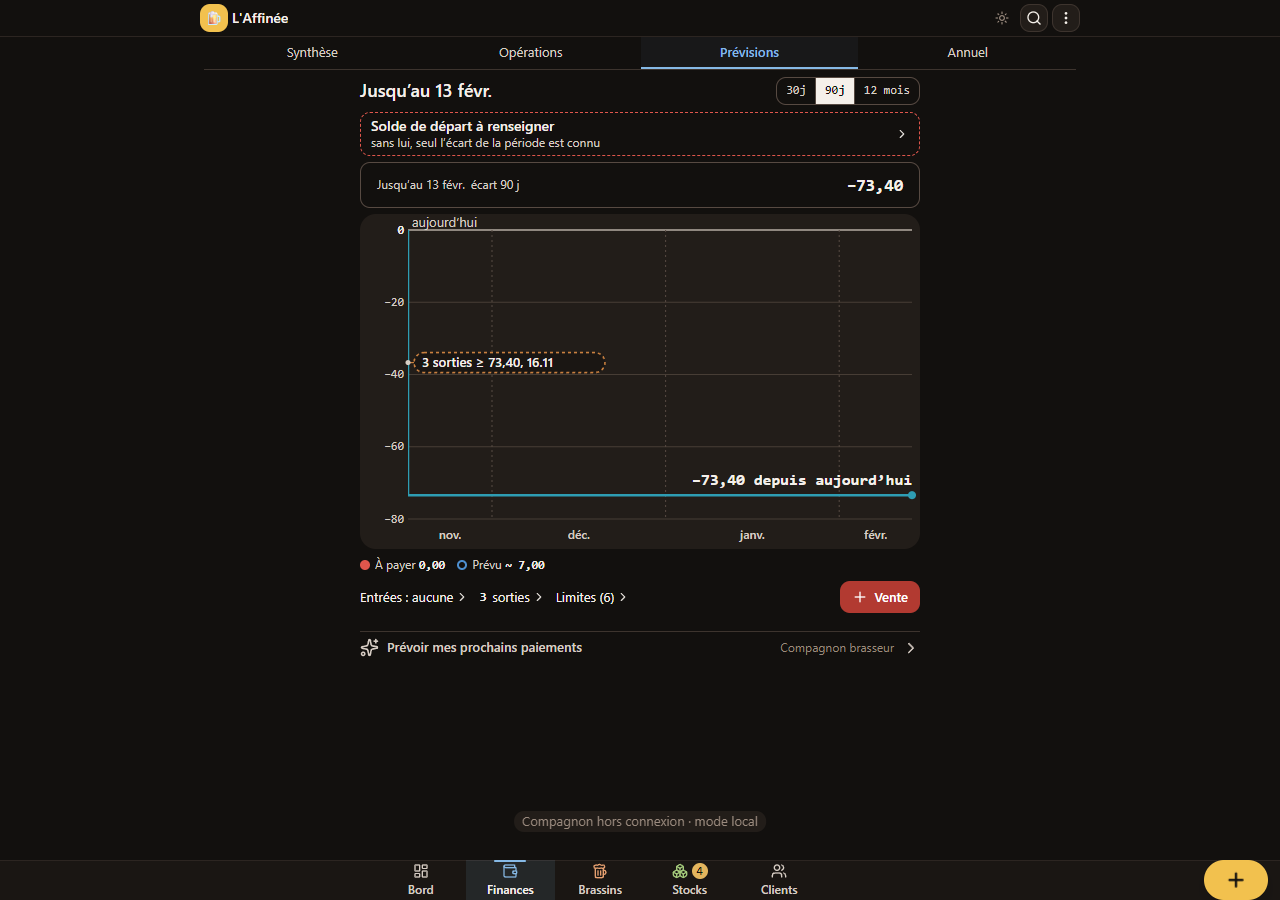 L'Affinée
Synthèse
Opérations
Prévisions
Annuel
Jusqu’au 13 févr.
30j
90j
12 mois
Solde de départ à renseigner
sans lui, seul l’écart de la période est connu
Jusqu’au 13 févr. écart 90 j
−73,40
aujourd’hui
0
−20
3 sorties ≥ 73,40, 16.11
−40
−60
−73,40 depuis aujourd’hui
−80
nov.
déc.
janv.
févr.
À payer 0,00
Prévu ~ 7,00
Entrées : aucune
3 sorties
Limites (6)
Vente
Prévoir mes prochains paiements
Compagnon brasseur
Compagnon hors connexion · mode local
4
Bord
Finances
Brassins
Stocks
Clients